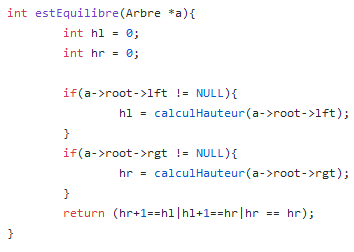 int estEquilibre(Arbre *a){
int hl = 0;
int hr = 0;
if(a->root->lft != NULL){
hl = calculHauteur(a->root->lft);
}
if(a->root->rgt != NULL){
hr = calculHauteur(a->root->rgt);
}
return (hr+1==hl|hl+1==hr|hr == hr);
}